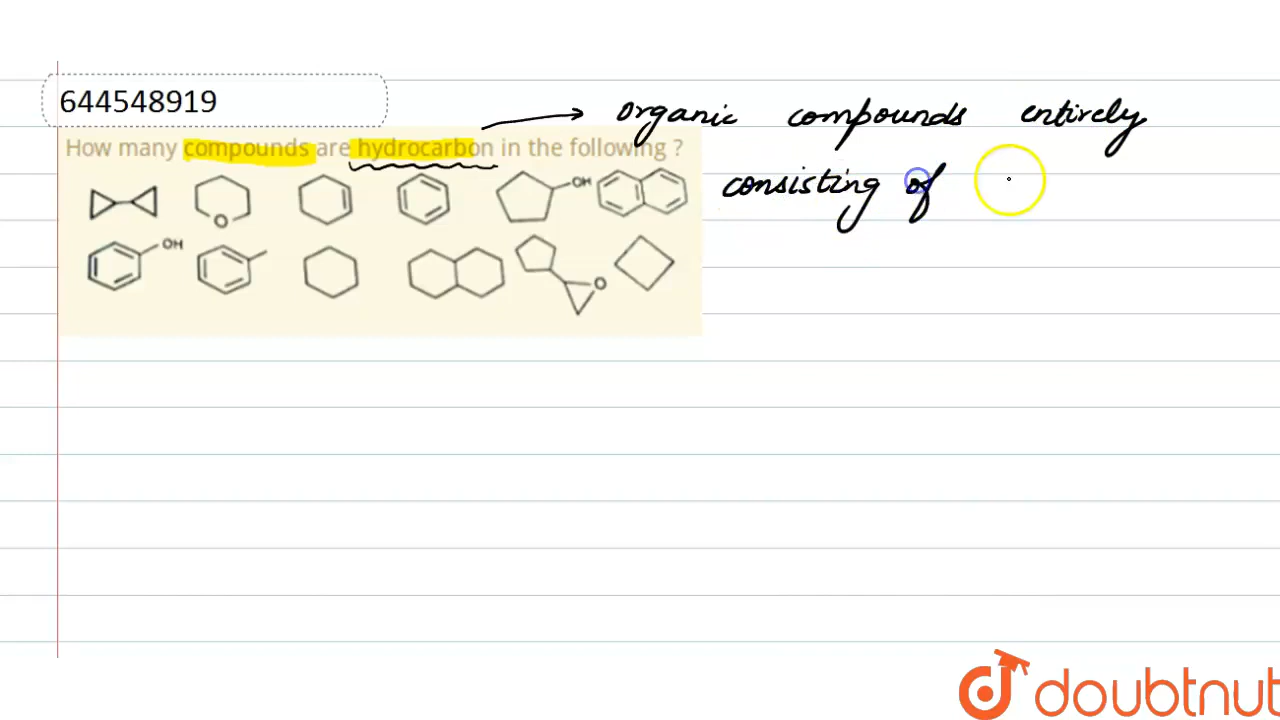 644548919
organic compounds entirely
How many compounds are hydrocarbon in the following ?
consisting of
OH
O
OH
O
doubtnut